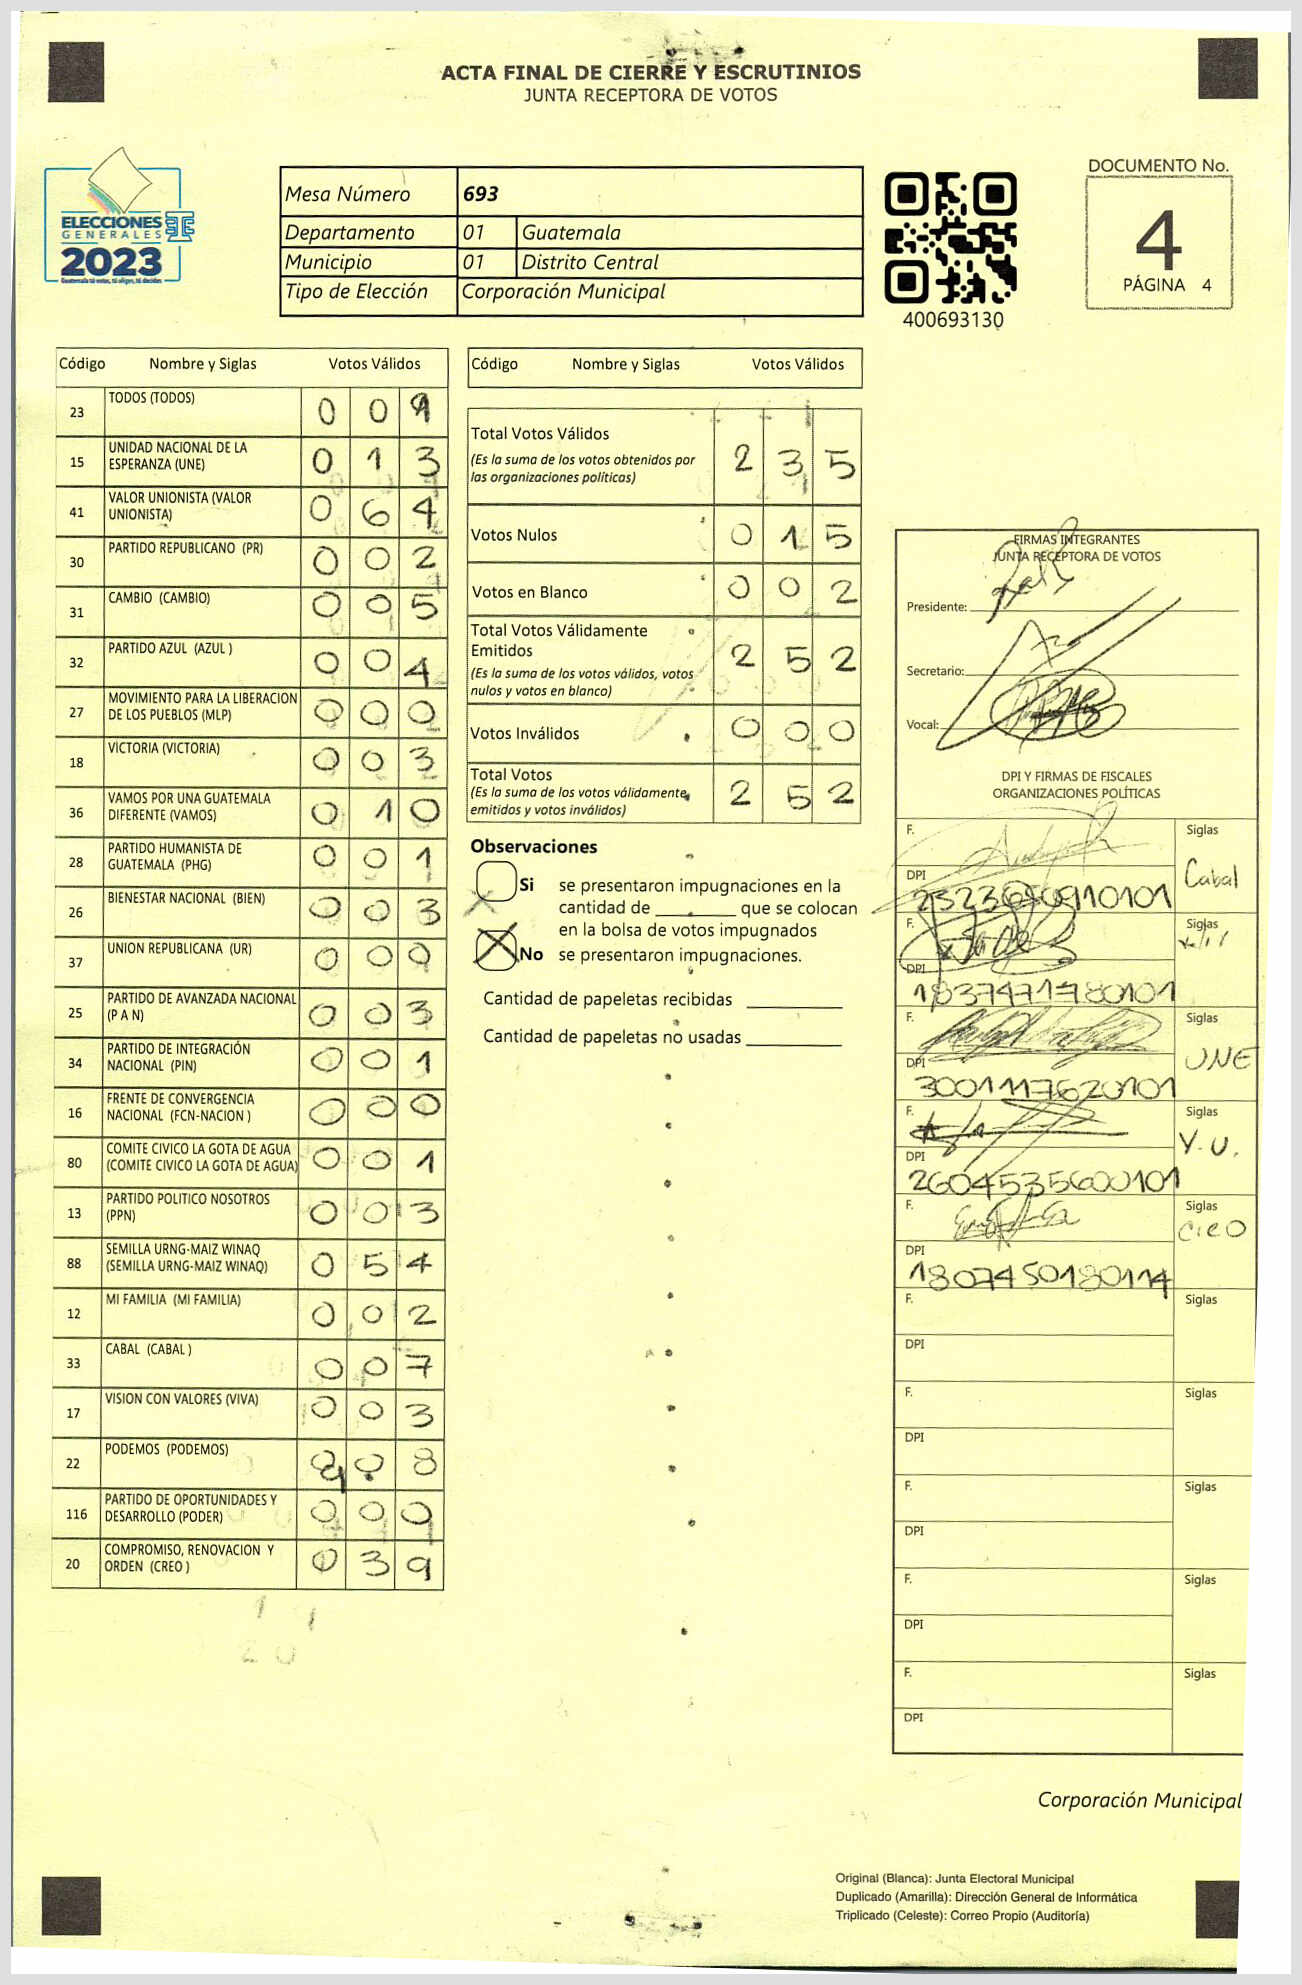 ACTA FINAL DE CIERRE Y ESCRUTINIOS
JUNTA RECEPTORA DE VOTOS
ELECCIONES
GENERALES
2023
Mesa Número 693
Departamento 01 Guatemala
Municipio 01 Distrito Central
Tipo de Elección Corporación Municipal
400693130
DOCUMENTO No.
4
PÁGINA 4
Código Nombre y Siglas Votos Válidos
23 TODOS (TODOS) 0 0 9
15 UNIDAD NACIONAL DE LA ESPERANZA (UNE) 0 1 3
41 VALOR UNIONISTA (VALOR UNIONISTA) 0 6 4
30 PARTIDO REPUBLICANO (PR) 0 0 2
31 CAMBIO (CAMBIO) 0 0 5
32 PARTIDO AZUL (AZUL ) 0 0 4
27 MOVIMIENTO PARA LA LIBERACION DE LOS PUEBLOS (MLP) 0 0 0
18 VICTORIA (VICTORIA) 0 0 3
36 VAMOS POR UNA GUATEMALA DIFERENTE (VAMOS) 0 1 0
28 PARTIDO HUMANISTA DE GUATEMALA (PHG) 0 0 1
26 BIENESTAR NACIONAL (BIEN) 0 0 3
37 UNION REPUBLICANA (UR) 0 0 0
25 PARTIDO DE AVANZADA NACIONAL (P A N) 0 0 3
34 PARTIDO DE INTEGRACIÓN NACIONAL (PIN) 0 0 1
16 FRENTE DE CONVERGENCIA NACIONAL (FCN-NACION ) 0 0 0
80 COMITE CIVICO LA GOTA DE AGUA (COMITE CIVICO LA GOTA DE AGUA) 0 0 1
13 PARTIDO POLITICO NOSOTROS (PPN) 0 0 3
88 SEMILLA URNG-MAIZ WINAQ (SEMILLA URNG-MAIZ WINAQ) 0 5 4
12 MI FAMILIA (MI FAMILIA) 0 0 2
33 CABAL (CABAL ) 0 0 7
17 VISION CON VALORES (VIVA) 0 0 3
22 PODEMOS (PODEMOS) 0 0 8
116 PARTIDO DE OPORTUNIDADES Y DESARROLLO (PODER) 0 0 0
20 COMPROMISO, RENOVACION Y ORDEN (CREO ) 0 3 9
Código Nombre y Siglas Votos Válidos
Total Votos Válidos 2 3 5
(Es la suma de los votos obtenidos por
las organizaciones políticas)
Votos Nulos 0 1 5
Votos en Blanco 0 0 2
Total Votos Válidamente
Emitidos 2 5 2
(Es la suma de los votos válidos, votos
nulos y votos en blanco)
Votos Inválidos 0 0 0
Total Votos 2 5 2
(Es la suma de los votos válidamente
emitidos y votos inválidos)
Observaciones
Si se presentaron impugnaciones en la
cantidad de ________ que se colocan
en la bolsa de votos impugnados
No se presentaron impugnaciones.
Cantidad de papeletas recibidas
Cantidad de papeletas no usadas
FIRMAS INTEGRANTES
JUNTA RECEPTORA DE VOTOS
Presidente:
Secretario:
Vocal:
DPI Y FIRMAS DE FISCALES
ORGANIZACIONES POLÍTICAS
F. Siglas
Cabal
DPI
2323650910101
F. Siglas
DPI
1837471780101
F. Siglas
UNE
DPI
3001117620101
F. Siglas
Y.U.
DPI
2604535600101
F. Siglas
CREO
DPI
1807450180114
F. Siglas
DPI
F. Siglas
DPI
F. Siglas
DPI
F. Siglas
DPI
F. Siglas
DPI
Corporación Municipal
Original (Blanca): Junta Electoral Municipal
Duplicado (Amarilla): Dirección General de Informática
Triplicado (Celeste): Correo Propio (Auditoría)